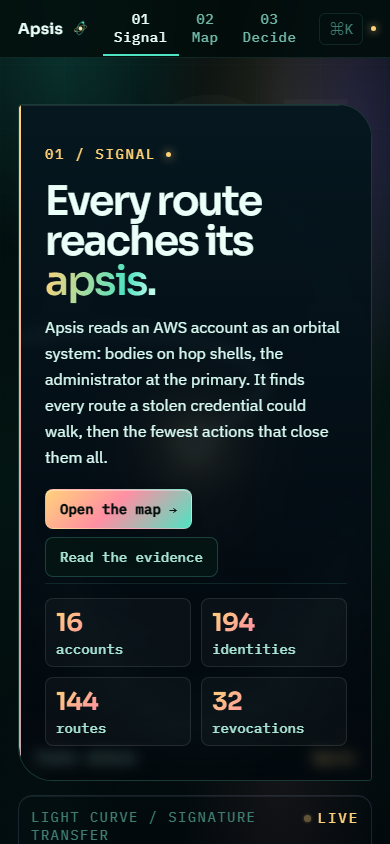 Apsis
01 Signal
02 Map
03 Decide
⌘K
01 / SIGNAL
Every route
reaches its
apsis.
Apsis reads an AWS account as an orbital
system: bodies on hop shells, the
administrator at the primary. It finds
every route a stolen credential could
walk, then the fewest actions that close
them all.
Open the map →
Read the evidence
16
accounts
194
identities
144
routes
32
revocations
LIGHT CURVE / SIGNATURE
TRANSFER
LIVE